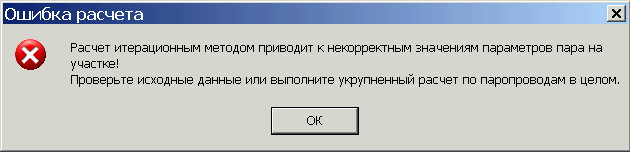 Ошибка расчета
Расчет итерационным методом приводит к некорректным значениям параметров пара на
участке!
Проверьте исходные данные или выполните укрупненный расчет по паропроводам в целом.
ОК